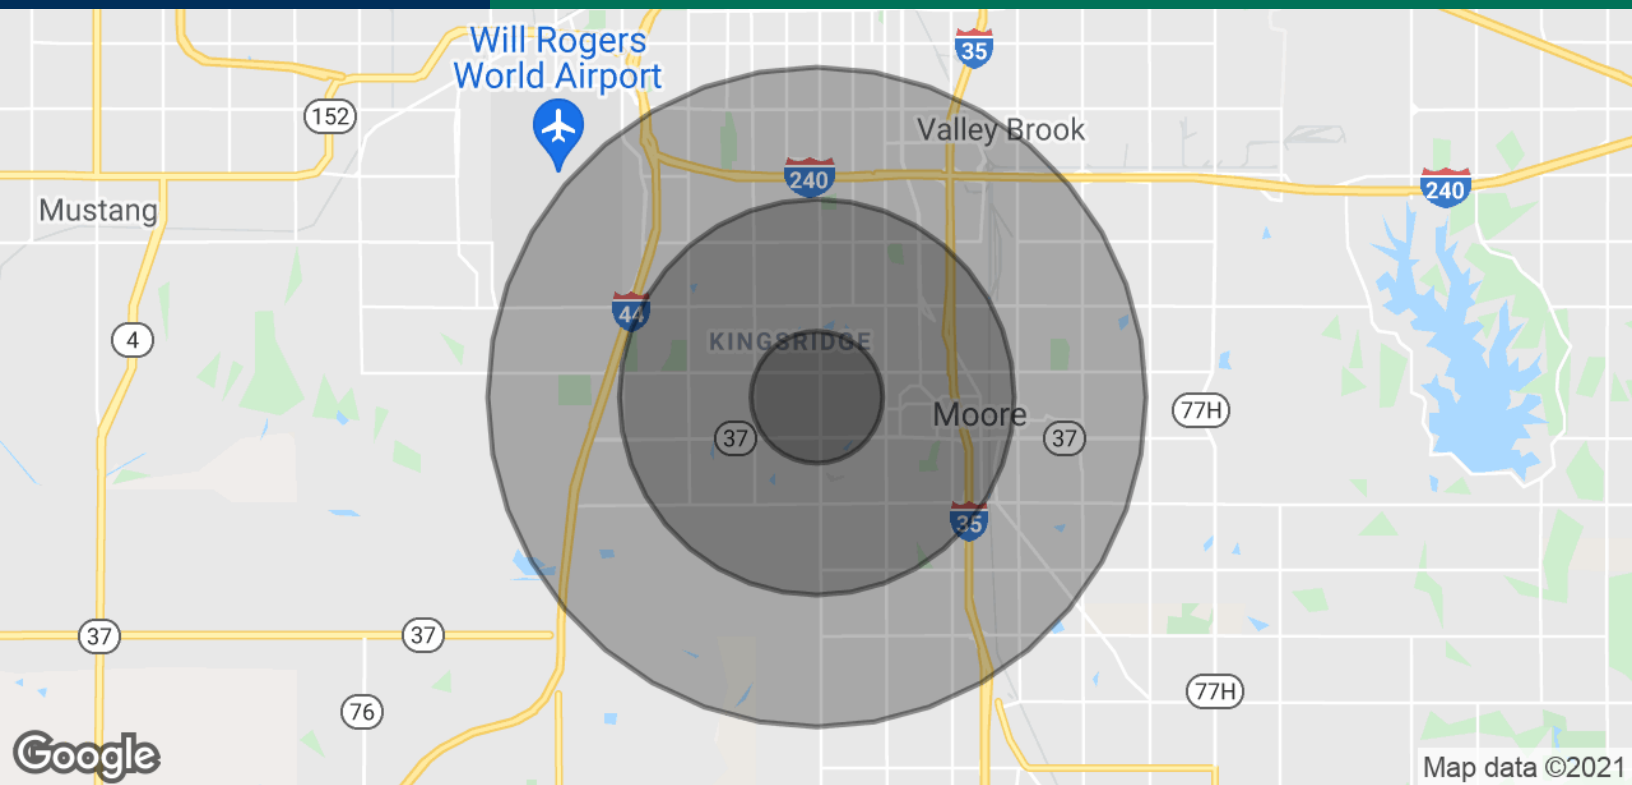 Will Rogers
World Airport
35
152
Valley Brook
240
240
Mustang
44
4
KINGSRIDGE
77H
Moore
37
37
35
37
37
77H
76
Google
Map data ©2021